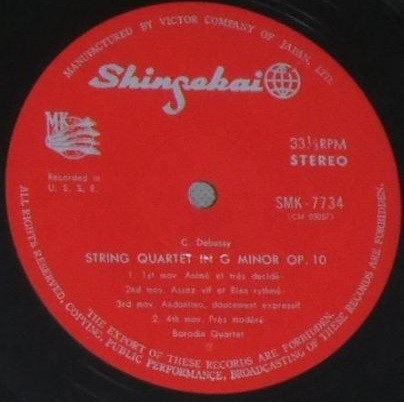 MANUFACTURED BY VICTOR COMPANY OF JAPAN, LTD.
Shinsekai
MK
Recorded in
U. S. S. R.
33⅓RPM
STEREO
SMK-7734
C. Debussy
STRING QUARTET IN G MINOR OP. 10
1. 1st mov. Animé et très decidé
2nd mov. Assez vif et Bien rythmé
3rd mov. Andantino, doucement expressif
2. 4th mov. Près modéré
Borodin Quartet
ALL RIGHTS RESERVED, COPYING, PUBLIC PERFORMANCE, BROADCASTING OF THESE RECORDS ARE FORBIDDEN.
THE EXPORT OF THESE RECORDS ARE FORBIDDEN.